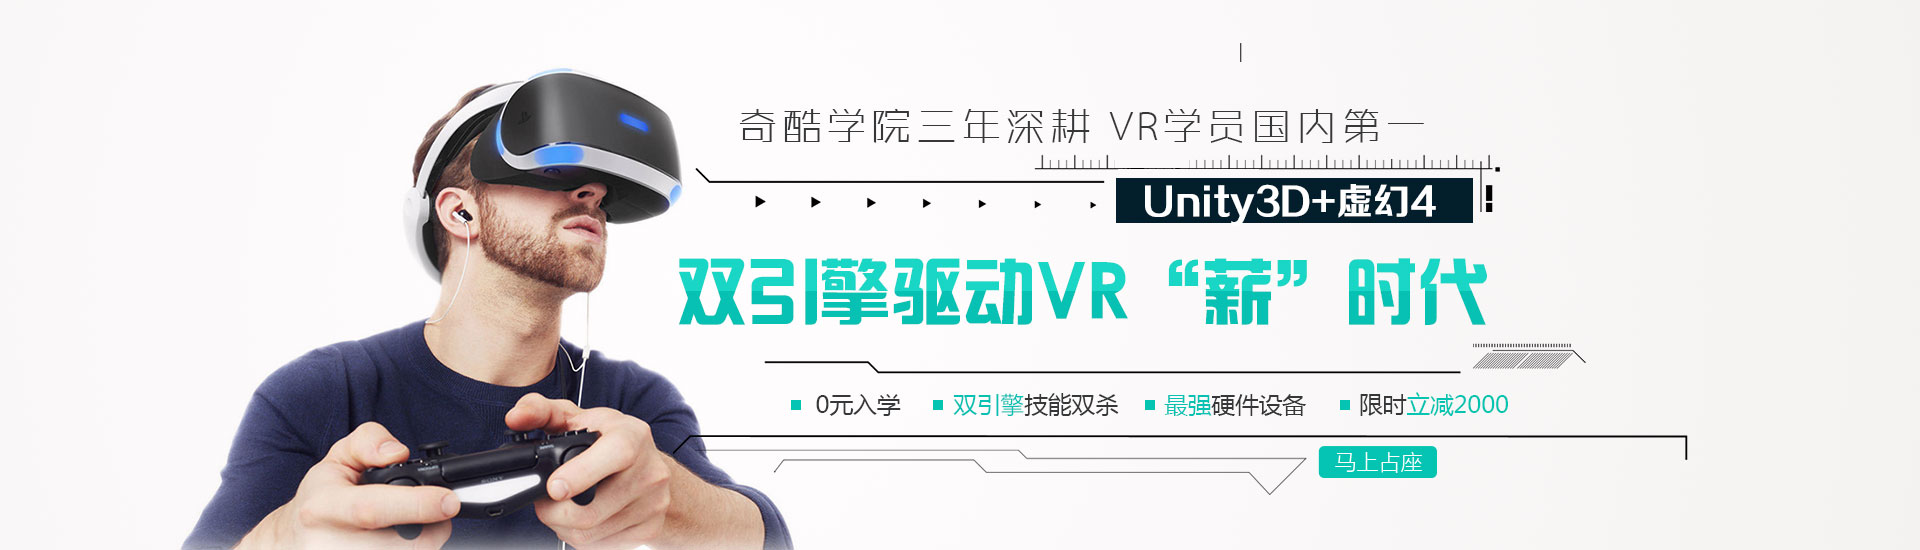 奇酷学院三年深耕 VR学员国内第一
Unity3D+虚幻4
双引擎驱动VR“薪”时代
0元入学 双引擎技能双杀 最强硬件设备 限时立减2000
马上占座
SONY